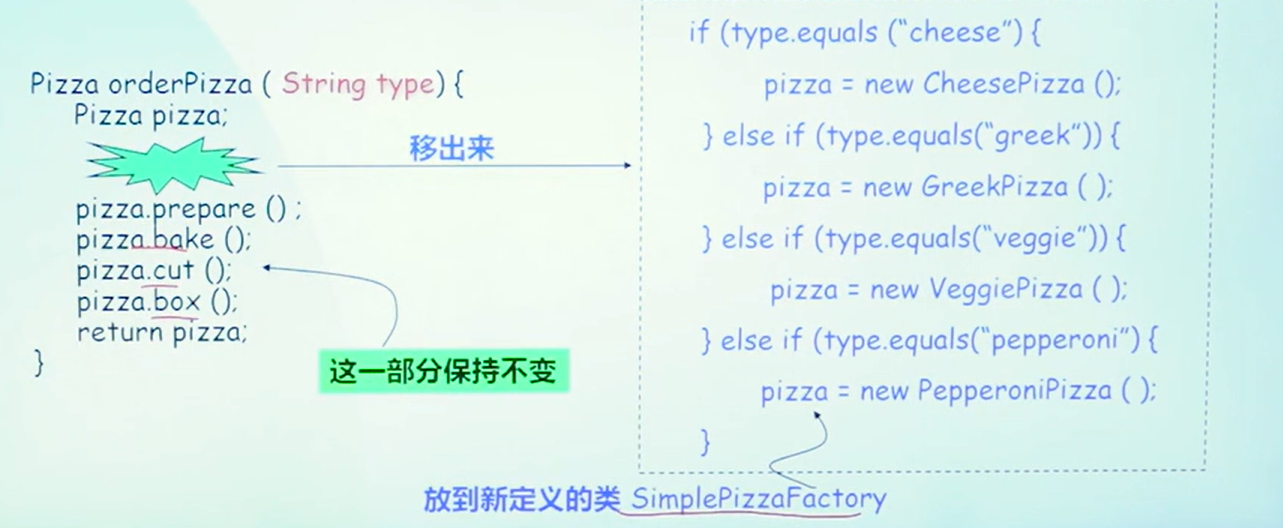 Pizza orderPizza ( String type) {
Pizza pizza;
pizza.prepare () ;
pizza.bake ();
pizza.cut ();
pizza.box ();
return pizza;
}
移出来
这一部分保持不变
if (type.equals (“cheese”) {
pizza = new CheesePizza ();
} else if (type.equals(“greek”)) {
pizza = new GreekPizza ( );
} else if (type.equals(“veggie”)) {
pizza = new VeggiePizza ( );
} else if (type.equals(“pepperoni”) {
pizza = new PepperoniPizza ( );
}
放到新定义的类 SimplePizzaFactory